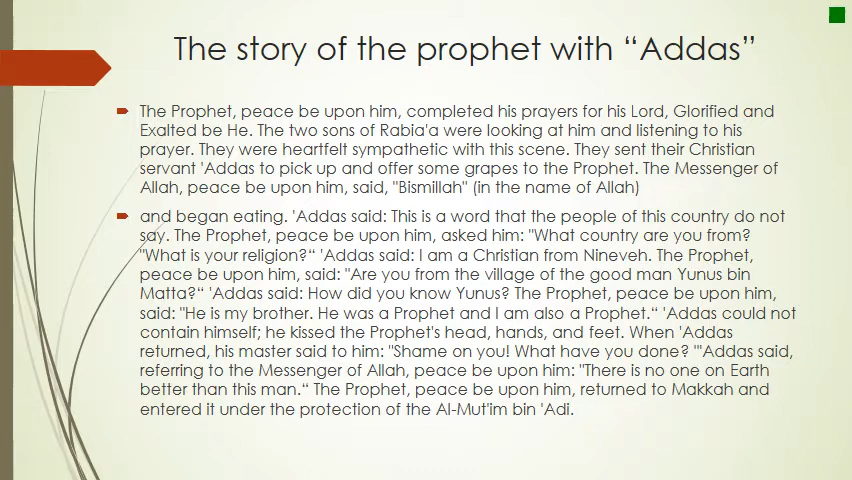 The story of the prophet with “Addas”
The Prophet, peace be upon him, completed his prayers for his Lord, Glorified and
Exalted be He. The two sons of Rabia'a were looking at him and listening to his
prayer. They were heartfelt sympathetic with this scene. They sent their Christian
servant 'Addas to pick up and offer some grapes to the Prophet. The Messenger of
Allah, peace be upon him, said, "Bismillah" (in the name of Allah)
and began eating. 'Addas said: This is a word that the people of this country do not
say. The Prophet, peace be upon him, asked him: "What country are you from?
"What is your religion?“ 'Addas said: I am a Christian from Nineveh. The Prophet,
peace be upon him, said: "Are you from the village of the good man Yunus bin
Matta?“ 'Addas said: How did you know Yunus? The Prophet, peace be upon him,
said: "He is my brother. He was a Prophet and I am also a Prophet.“ 'Addas could not
contain himself; he kissed the Prophet's head, hands, and feet. When 'Addas
returned, his master said to him: "Shame on you! What have you done? '"Addas said,
referring to the Messenger of Allah, peace be upon him: "There is no one on Earth
better than this man.“ The Prophet, peace be upon him, returned to Makkah and
entered it under the protection of the Al-Mut'im bin 'Adi.